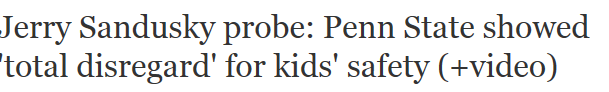 Jerry Sandusky probe: Penn State showed
'total disregard' for kids' safety (+video)